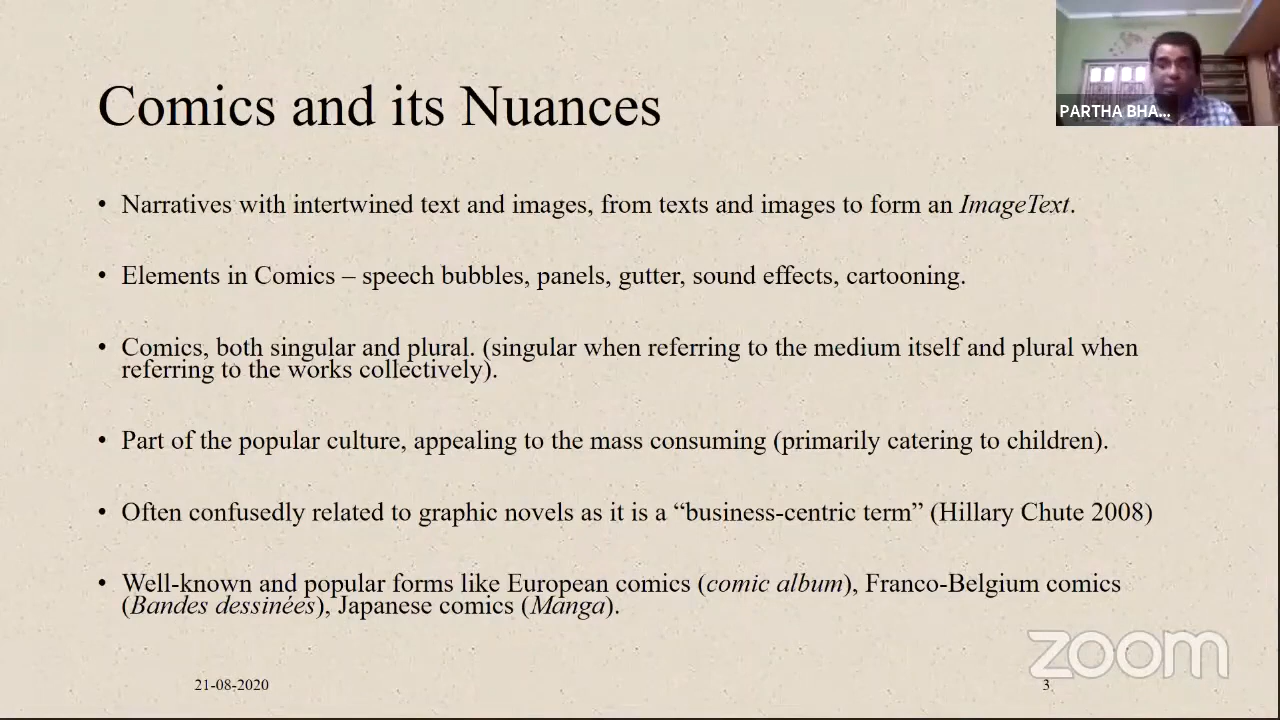 Comics and its Nuances
PARTHA BHA...
• Narratives with intertwined text and images, from texts and images to form an ImageText.
• Elements in Comics – speech bubbles, panels, gutter, sound effects, cartooning.
• Comics, both singular and plural. (singular when referring to the medium itself and plural when
referring to the works collectively).
• Part of the popular culture, appealing to the mass consuming (primarily catering to children).
• Often confusedly related to graphic novels as it is a “business-centric term” (Hillary Chute 2008)
• Well-known and popular forms like European comics (comic album), Franco-Belgium comics
(Bandes dessinées), Japanese comics (Manga).
zoom
21-08-2020
3